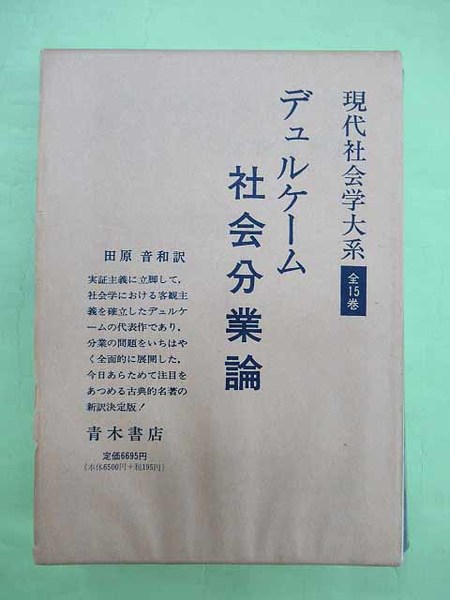 現代社会学大系
全15巻
デュルケーム
社会分業論
田原 音和訳
実証主義に立脚して，
社会学における客観主
義を確立したデュルケ
ームの代表作であり，
分業の問題をいちはや
く全面的に展開した，
今日あらためて注目を
あつめる古典的名著の
新訳決定版！
青木書店
定価6695円
(本体6500円＋税195円)